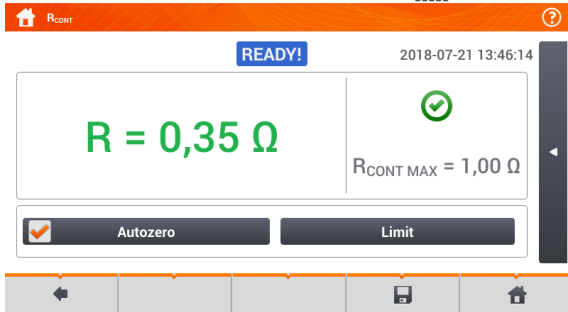 RCONT
?
READY!
2018-07-21 13:46:14
R = 0,35 Ω
RCONT MAX = 1,00 Ω
Autozero
Limit